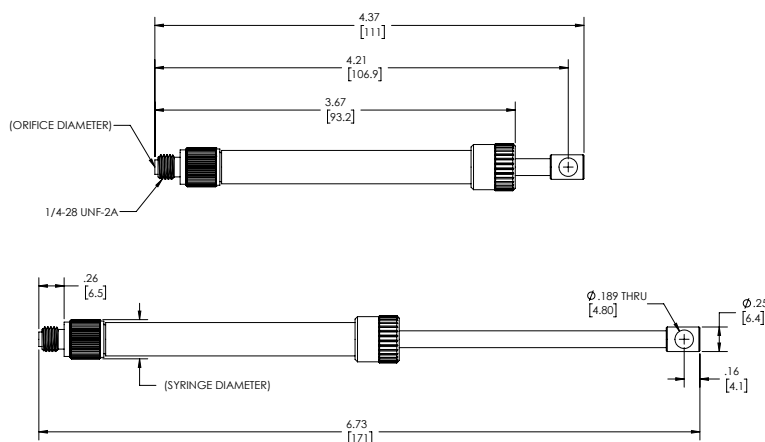 4.37
[111]
4.21
[106.9]
3.67
[93.2]
(ORIFICE DIAMETER)
1/4-28 UNF-2A
.26
[6.5]
Ø .189 THRU
[4.80]
Ø .25
[6.4]
(SYRINGE DIAMETER)
.16
[4.1]
6.73
[171]